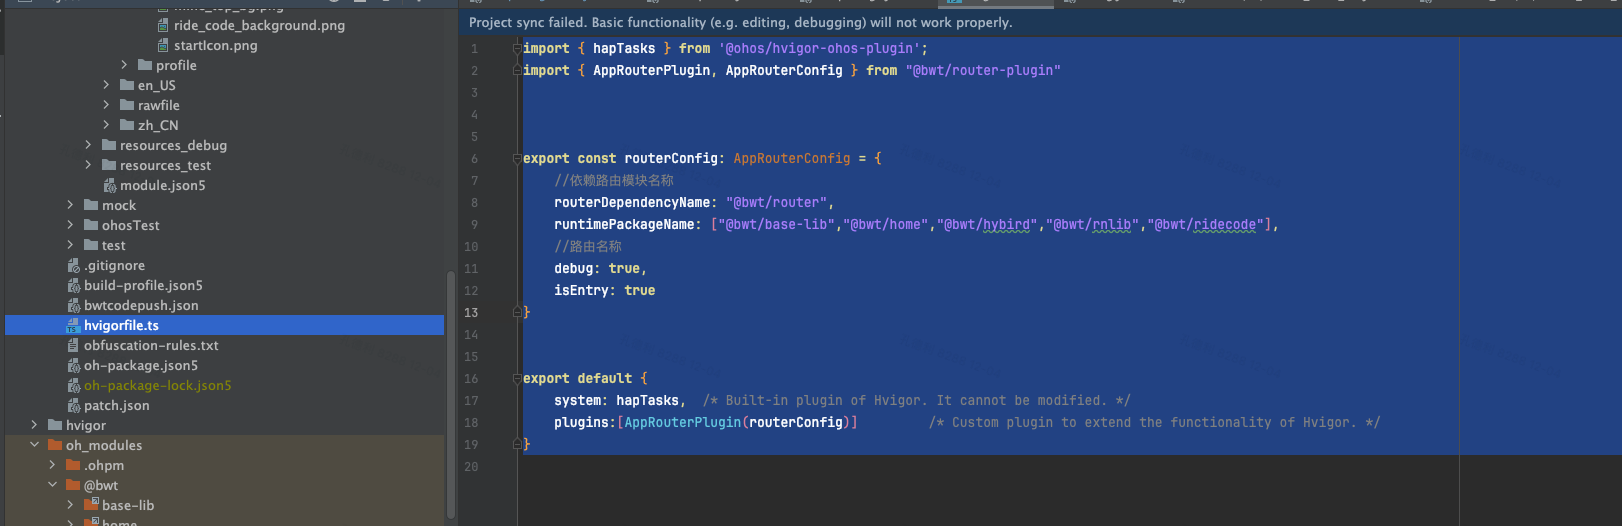 ride_code_background.png
startIcon.png
profile
en_US
rawfile
zh_CN
resources_debug
resources_test
module.json5
mock
ohosTest
test
.gitignore
build-profile.json5
bwtcodepush.json
hvigorfile.ts
obfuscation-rules.txt
oh-package.json5
oh-package-lock.json5
patch.json
hvigor
oh_modules
.ohpm
@bwt
base-lib
home
Project sync failed. Basic functionality (e.g. editing, debugging) will not work properly.
1 import { hapTasks } from '@ohos/hvigor-ohos-plugin';
2 import { AppRouterPlugin, AppRouterConfig } from "@bwt/router-plugin"
3
4
5
6 export const routerConfig: AppRouterConfig = {
7 //依赖路由模块名称
8 routerDependencyName: "@bwt/router",
9 runtimePackageName: ["@bwt/base-lib","@bwt/home","@bwt/hybird","@bwt/rnlib","@bwt/ridecode"],
10 //路由名称
11 debug: true,
12 isEntry: true
13 }
14
15
16 export default {
17 system: hapTasks, /* Built-in plugin of Hvigor. It cannot be modified. */
18 plugins:[AppRouterPlugin(routerConfig)] /* Custom plugin to extend the functionality of Hvigor. */
19 }
20